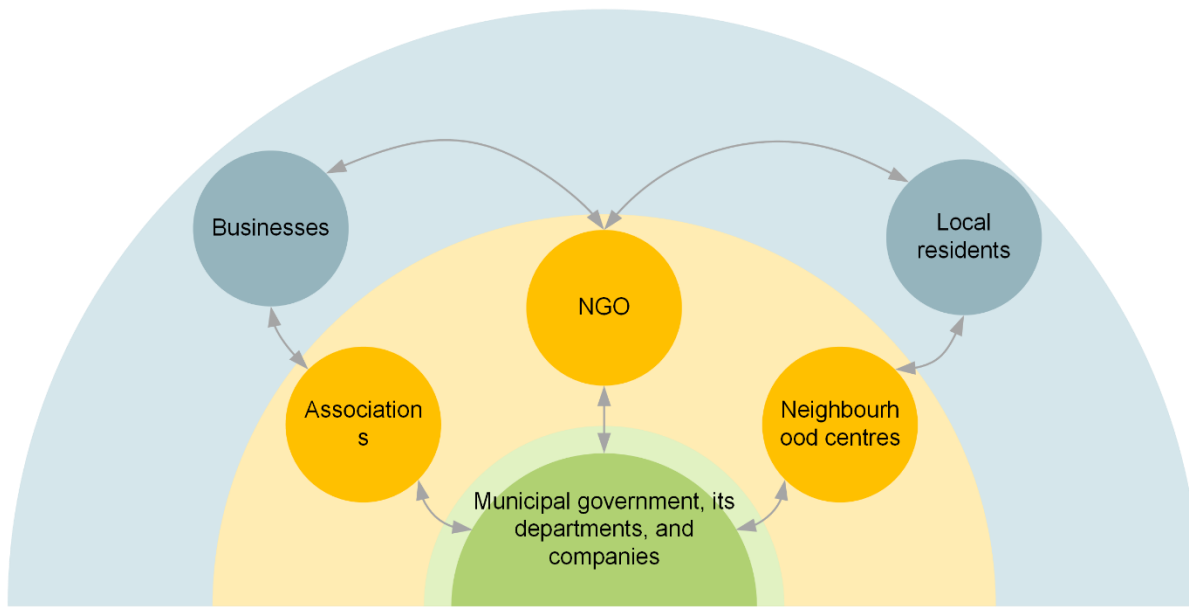 Businesses
Local
residents
NGO
Association
s
Neighbourh
ood centres
Municipal government, its
departments, and
companies